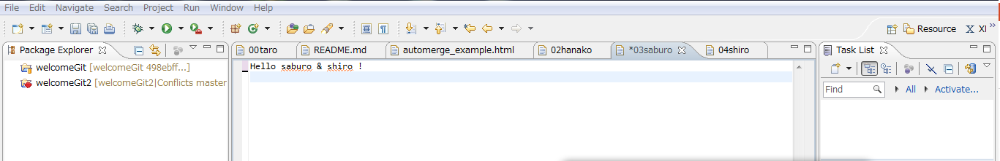 File Edit Navigate Search Project Run Window Help
Resource XI
Package Explorer
welcomeGit [welcomeGit 498ebff...]
welcomeGit2 [welcomeGit2|Conflicts master
00taro README.md automerge_example.html 02hanako *03saburo 04shiro
Hello saburo & shiro !
Task List
Find All Activate...